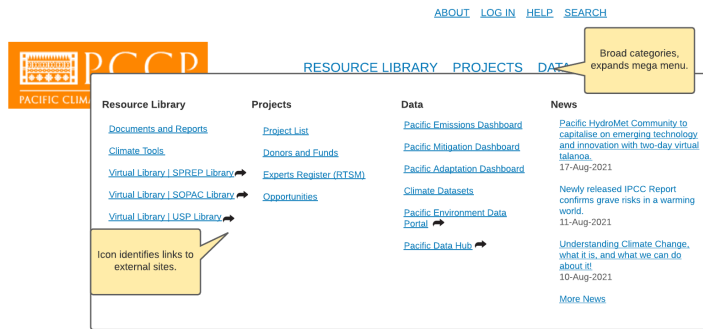 ABOUT LOG IN HELP SEARCH
PCCP
PACIFIC CLIM
RESOURCE LIBRARY PROJECTS DATA
Broad categories,
expands mega menu.
Resource Library
Documents and Reports
Climate Tools
Virtual Library | SPREP Library
Virtual Library | SOPAC Library
Virtual Library | USP Library
Icon identifies links to
external sites.
Projects
Project List
Donors and Funds
Experts Register (RTSM)
Opportunities
Data
Pacific Emissions Dashboard
Pacific Mitigation Dashboard
Pacific Adaptation Dashboard
Climate Datasets
Pacific Environment Data
Portal
Pacific Data Hub
News
Pacific HydroMet Community to
capitalise on emerging technology
and innovation with two-day virtual
talanoa.
17-Aug-2021
Newly released IPCC Report
confirms grave risks in a warming
world.
11-Aug-2021
Understanding Climate Change,
what it is, and what we can do
about it!
10-Aug-2021
More News